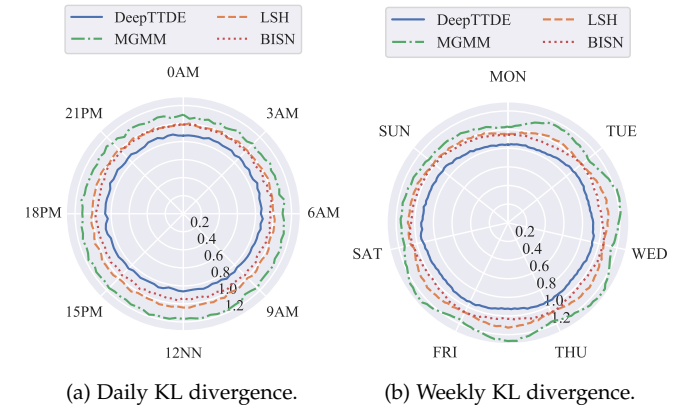 DeepTTDE LSH
MGMM BISN
0AM
3AM
6AM
9AM
12NN
15PM
18PM
21PM
0.2
0.4
0.6
0.8
1.0
1.2
(a) Daily KL divergence.
DeepTTDE LSH
MGMM BISN
MON
TUE
WED
THU
FRI
SAT
SUN
0.2
0.4
0.6
0.8
1.0
1.2
(b) Weekly KL divergence.